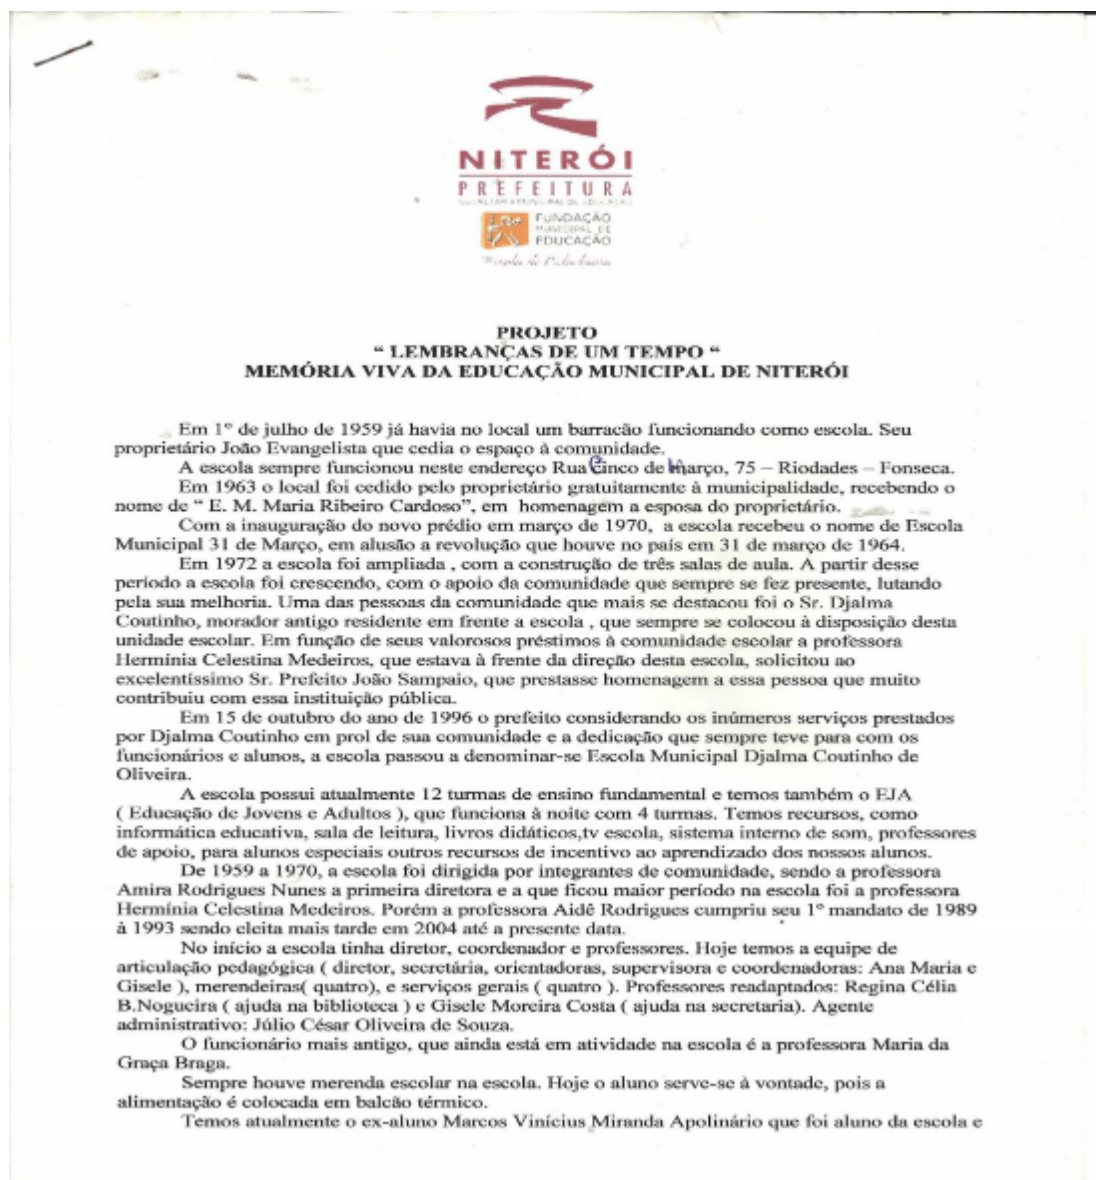 NITERÓI
PREFEITURA
SECRETARIA MUNICIPAL DE EDUCAÇÃO
FUNDAÇÃO
MUNICIPAL DE
EDUCAÇÃO
PROJETO
“ LEMBRANÇAS DE UM TEMPO “
MEMÓRIA VIVA DA EDUCAÇÃO MUNICIPAL DE NITERÓI
Em 1º de julho de 1959 já havia no local um barracão funcionando como escola. Seu
proprietário João Evangelista que cedia o espaço à comunidade.
A escola sempre funcionou neste endereço Rua Cinco de março, 75 – Riodades – Fonseca.
Em 1963 o local foi cedido pelo proprietário gratuitamente à municipalidade, recebendo o
nome de “ E. M. Maria Ribeiro Cardoso”, em homenagem a esposa do proprietário.
Com a inauguração do novo prédio em março de 1970, a escola recebeu o nome de Escola
Municipal 31 de Março, em alusão a revolução que houve no país em 31 de março de 1964.
Em 1972 a escola foi ampliada , com a construção de três salas de aula. A partir desse
período a escola foi crescendo, com o apoio da comunidade que sempre se fez presente, lutando
pela sua melhoria. Uma das pessoas da comunidade que mais se destacou foi o Sr. Djalma
Coutinho, morador antigo residente em frente a escola , que sempre se colocou à disposição desta
unidade escolar. Em função de seus valorosos préstimos à comunidade escolar a professora
Hermínia Celestina Medeiros, que estava à frente da direção desta escola, solicitou ao
excelentíssimo Sr. Prefeito João Sampaio, que prestasse homenagem a essa pessoa que muito
contribuiu com essa instituição pública.
Em 15 de outubro do ano de 1996 o prefeito considerando os inúmeros serviços prestados
por Djalma Coutinho em prol de sua comunidade e a dedicação que sempre teve para com os
funcionários e alunos, a escola passou a denominar-se Escola Municipal Djalma Coutinho de
Oliveira.
A escola possui atualmente 12 turmas de ensino fundamental e temos também o EJA
( Educação de Jovens e Adultos ), que funciona à noite com 4 turmas. Temos recursos, como
informática educativa, sala de leitura, livros didáticos,tv escola, sistema interno de som, professores
de apoio, para alunos especiais outros recursos de incentivo ao aprendizado dos nossos alunos.
De 1959 a 1970, a escola foi dirigida por integrantes de comunidade, sendo a professora
Amira Rodrigues Nunes a primeira diretora e a que ficou maior período na escola foi a professora
Hermínia Celestina Medeiros. Porém a professora Aidê Rodrigues cumpriu seu 1º mandato de 1989
à 1993 sendo eleita mais tarde em 2004 até a presente data.
No início a escola tinha diretor, coordenador e professores. Hoje temos a equipe de
articulação pedagógica ( diretor, secretária, orientadoras, supervisora e coordenadoras: Ana Maria e
Gisele ), merendeiras( quatro), e serviços gerais ( quatro ). Professores readaptados: Regina Célia
B.Nogueira ( ajuda na biblioteca ) e Gisele Moreira Costa ( ajuda na secretaria). Agente
administrativo: Júlio César Oliveira de Souza.
O funcionário mais antigo, que ainda está em atividade na escola é a professora Maria da
Graça Braga.
Sempre houve merenda escolar na escola. Hoje o aluno serve-se à vontade, pois a
alimentação é colocada em balcão térmico.
Temos atualmente o ex-aluno Marcos Vinícius Miranda Apolinário que foi aluno da escola e